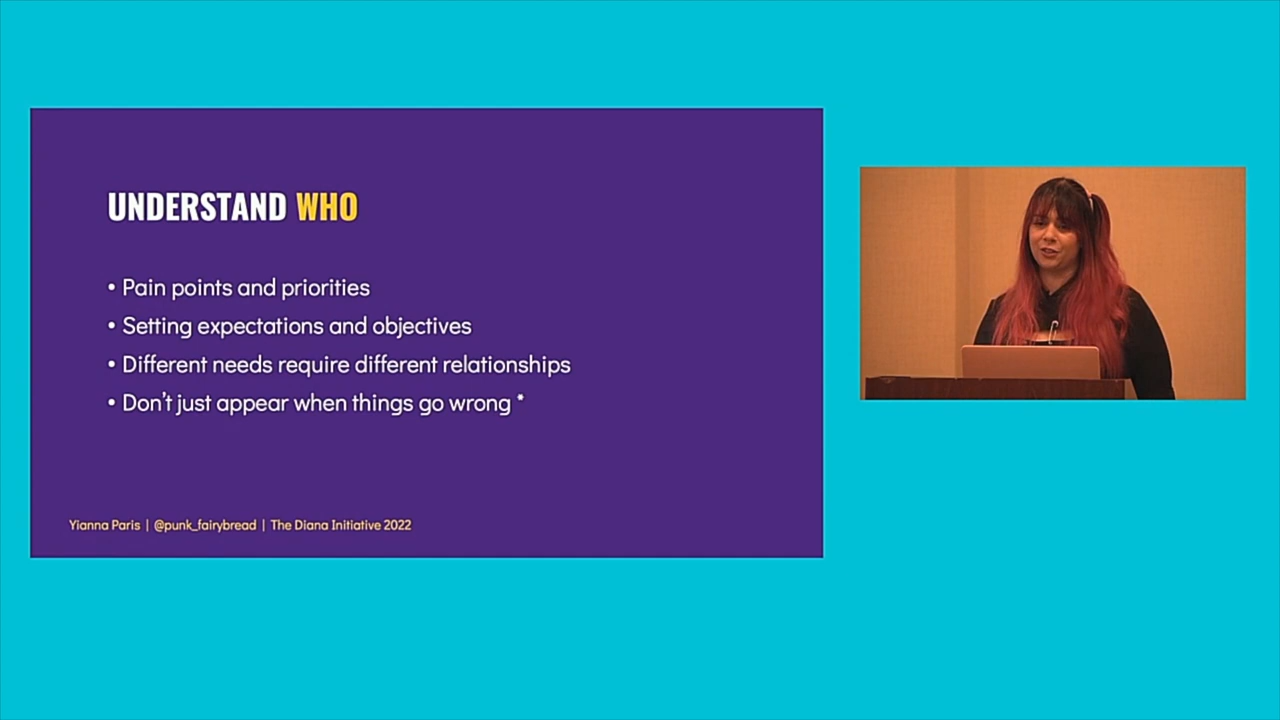 UNDERSTAND WHO
• Pain points and priorities
• Setting expectations and objectives
• Different needs require different relationships
• Don't just appear when things go wrong *
Yianna Paris | @punk_fairybread | The Diana Initiative 2022